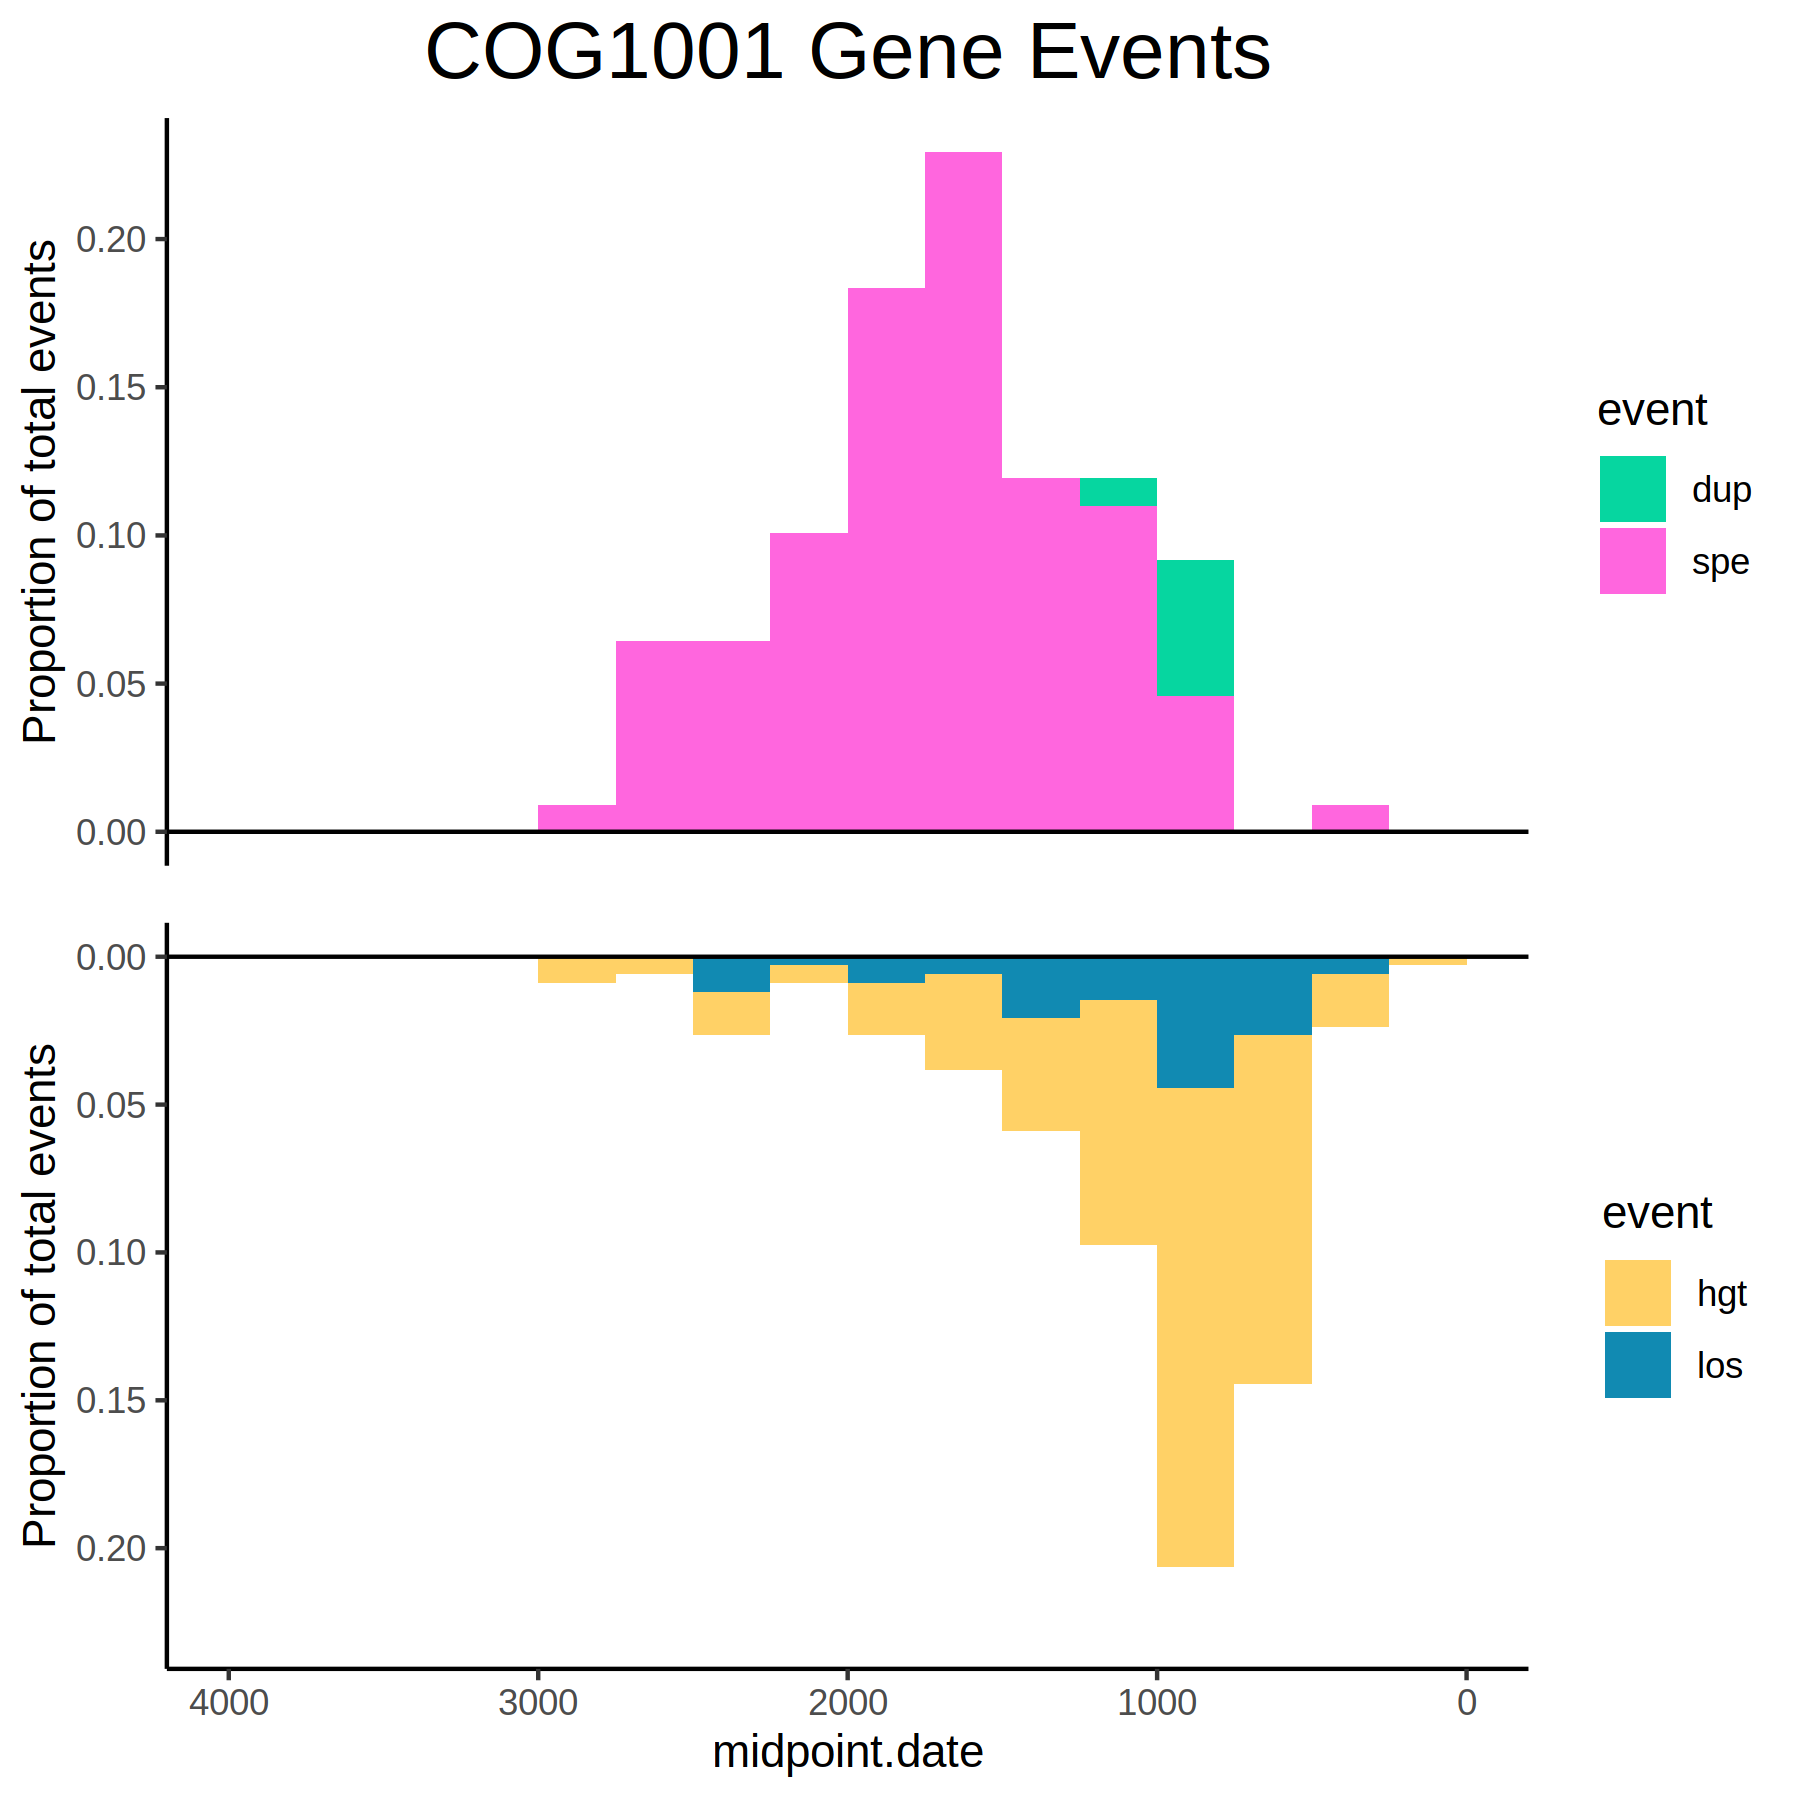 COG1001 Gene Events
Proportion of total events
0.20
0.15
0.10
0.05
0.00
event
dup
spe
Proportion of total events
0.00
0.05
0.10
0.15
0.20
event
hgt
los
4000 3000 2000 1000 0
midpoint.date